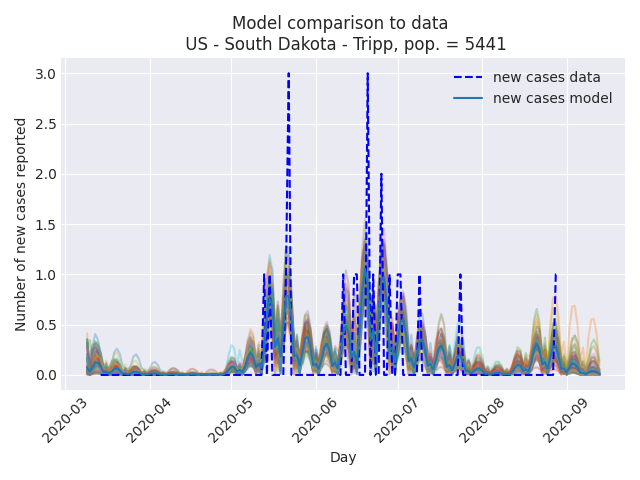 Model comparison to data
US - South Dakota - Tripp, pop. = 5441
new cases data
new cases model
Number of new cases reported
3.0
2.5
2.0
1.5
1.0
0.5
0.0
2020-03
2020-04
2020-05
2020-06
2020-07
2020-08
2020-09
Day